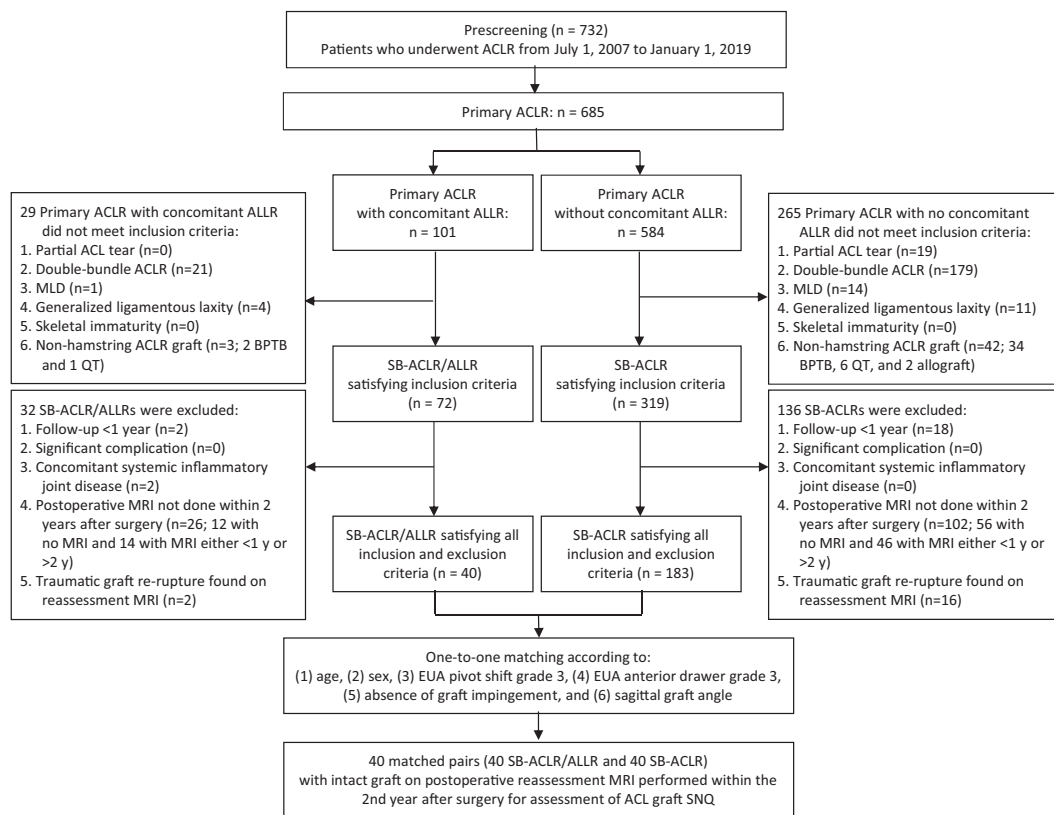 Prescreening (n = 732)
Patients who underwent ACLR from July 1, 2007 to January 1, 2019
Primary ACLR: n = 685
Primary ACLR
with concomitant ALLR:
n = 101
Primary ACLR
without concomitant ALLR:
n = 584
29 Primary ACLR with concomitant ALLR
did not meet inclusion criteria:
1. Partial ACL tear (n=0)
2. Double-bundle ACLR (n=21)
3. MLD (n=1)
4. Generalized ligamentous laxity (n=4)
5. Skeletal immaturity (n=0)
6. Non-hamstring ACLR graft (n=3; 2 BPTB
and 1 QT)
265 Primary ACLR with no concomitant
ALLR did not meet inclusion criteria:
1. Partial ACL tear (n=19)
2. Double-bundle ACLR (n=179)
3. MLD (n=14)
4. Generalized ligamentous laxity (n=11)
5. Skeletal immaturity (n=0)
6. Non-hamstring ACLR graft (n=42; 34
BPTB, 6 QT, and 2 allograft)
SB-ACLR/ALLR
satisfying inclusion criteria
(n = 72)
SB-ACLR
satisfying inclusion criteria
(n = 319)
32 SB-ACLR/ALLRs were excluded:
1. Follow-up <1 year (n=2)
2. Significant complication (n=0)
3. Concomitant systemic inflammatory
joint disease (n=2)
4. Postoperative MRI not done within 2
years after surgery (n=26; 12 with
no MRI and 14 with MRI either <1 y or
>2 y)
5. Traumatic graft re-rupture found on
reassessment MRI (n=2)
136 SB-ACLRs were excluded:
1. Follow-up <1 year (n=18)
2. Significant complication (n=0)
3. Concomitant systemic inflammatory
joint disease (n=0)
4. Postoperative MRI not done within 2
years after surgery (n=102; 56 with
no MRI and 46 with MRI either <1 y or
>2 y)
5. Traumatic graft re-rupture found on
reassessment MRI (n=16)
SB-ACLR/ALLR satisfying all
inclusion and exclusion
criteria (n = 40)
SB-ACLR satisfying all
inclusion and exclusion
criteria (n = 183)
One-to-one matching according to:
(1) age, (2) sex, (3) EUA pivot shift grade 3, (4) EUA anterior drawer grade 3,
(5) absence of graft impingement, and (6) sagittal graft angle
40 matched pairs (40 SB-ACLR/ALLR and 40 SB-ACLR)
with intact graft on postoperative reassessment MRI performed within the
2nd year after surgery for assessment of ACL graft SNQ